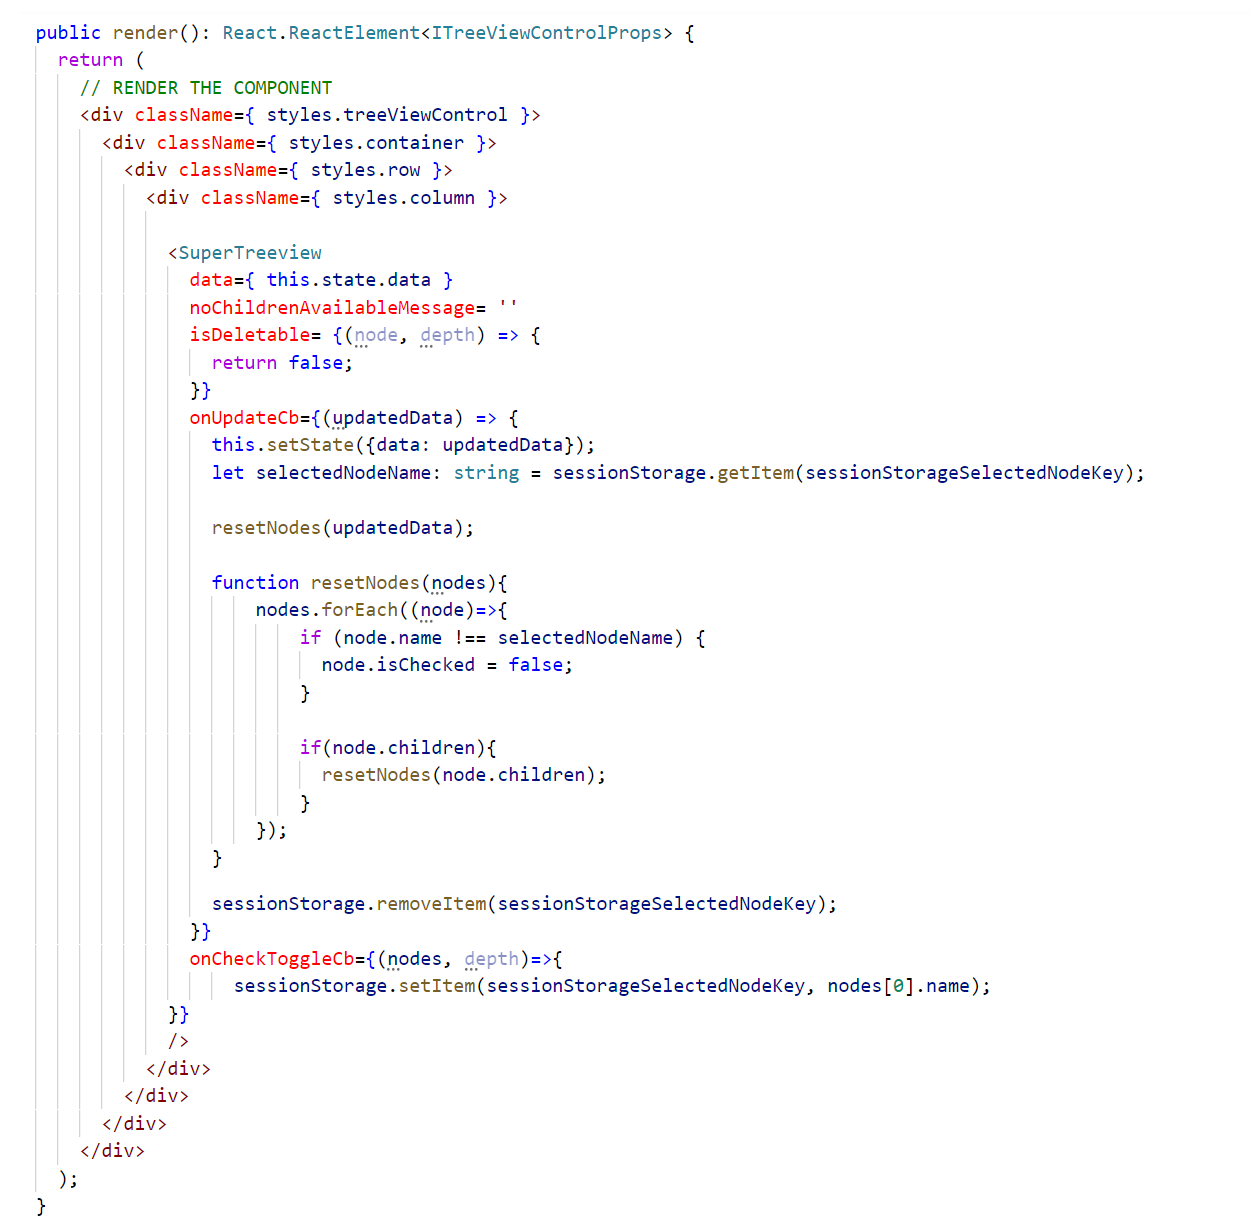 public render(): React.ReactElement<ITreeViewControlProps> {
return (
// RENDER THE COMPONENT
<div className={ styles.treeViewControl }>
<div className={ styles.container }>
<div className={ styles.row }>
<div className={ styles.column }>
<SuperTreeview
data={ this.state.data }
noChildrenAvailableMessage= ''
isDeletable= {(node, depth) => {
return false;
}}
onUpdateCb={(updatedData) => {
this.setState({data: updatedData});
let selectedNodeName: string = sessionStorage.getItem(sessionStorageSelectedNodeKey);
resetNodes(updatedData);
function resetNodes(nodes){
nodes.forEach((node)=>{
if (node.name !== selectedNodeName) {
node.isChecked = false;
}
if(node.children){
resetNodes(node.children);
}
});
}
sessionStorage.removeItem(sessionStorageSelectedNodeKey);
}}
onCheckToggleCb={(nodes, depth)=>{
sessionStorage.setItem(sessionStorageSelectedNodeKey, nodes[0].name);
}}
/>
</div>
</div>
</div>
</div>
);
}